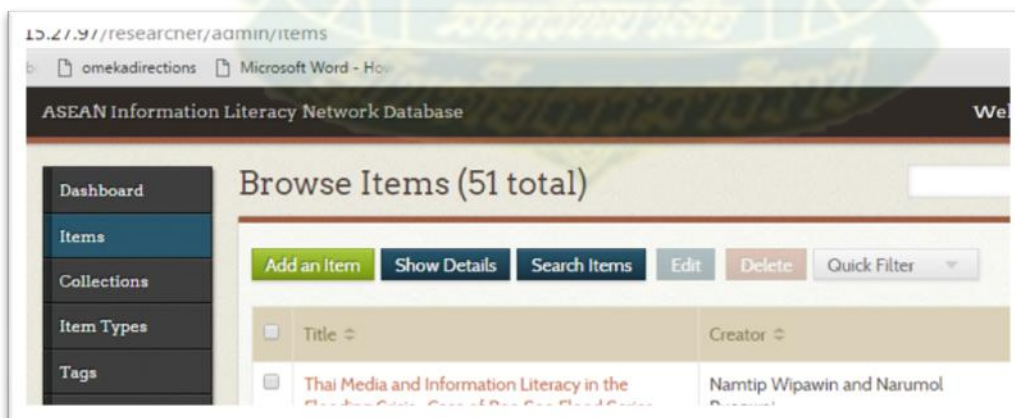 15.27.97/researcher/admin/items
omekadirections Microsoft Word - How
ASEAN Information Literacy Network Database
Dashboard
Items
Collections
Item Types
Tags
Browse Items (51 total)
Add an Item Show Details Search Items Edit Delete Quick Filter
Title Creator
Thai Media and Information Literacy in the Namtip Wipawin and Narumol